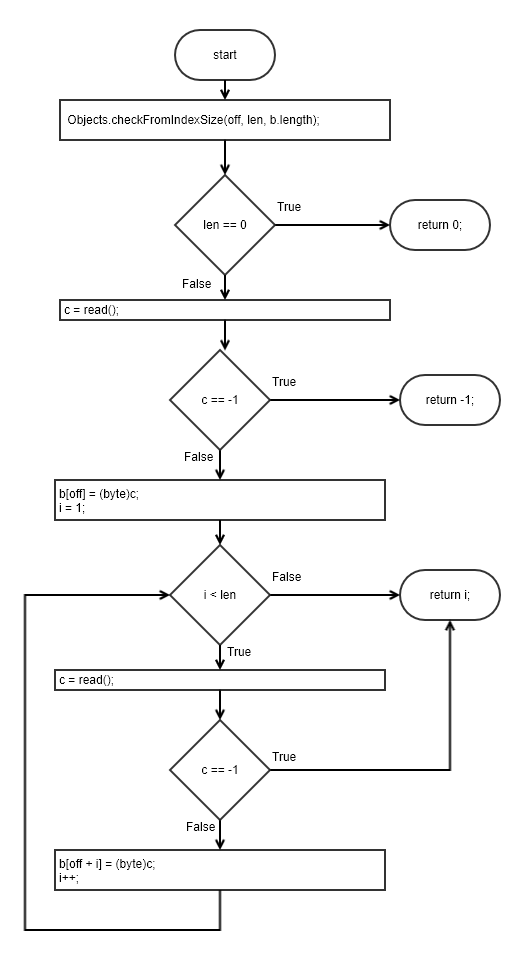 start
Objects.checkFromIndexSize(off, len, b.length);
len == 0
True
return 0;
False
c = read();
c == -1
True
return -1;
False
b[off] = (byte)c;
i = 1;
i < len
False
return i;
True
c = read();
c == -1
True
False
b[off + i] = (byte)c;
i++;